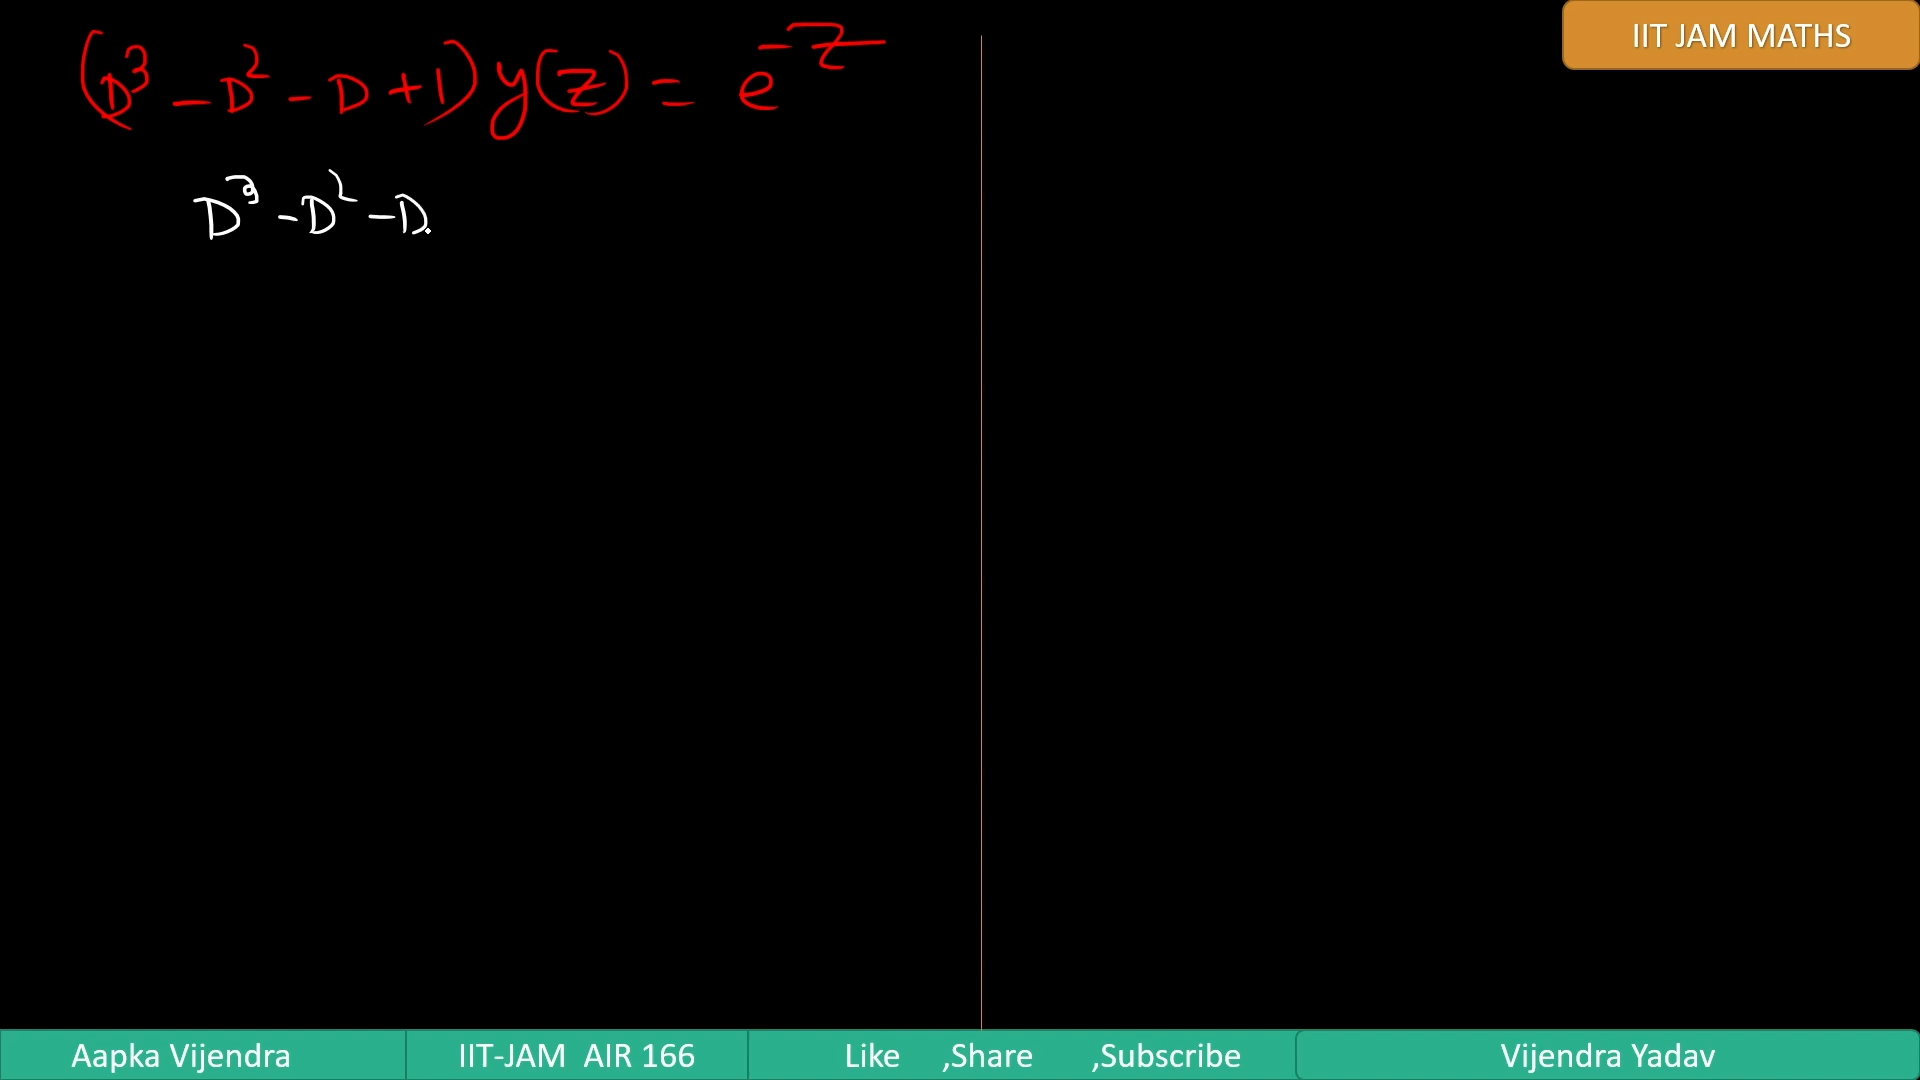 IIT JAM MATHS
(D³ - D² - D + 1) y(z) = e^{-z}
D³ - D² - D
Aapka Vijendra
IIT-JAM AIR 166
Like ,Share ,Subscribe
Vijendra Yadav